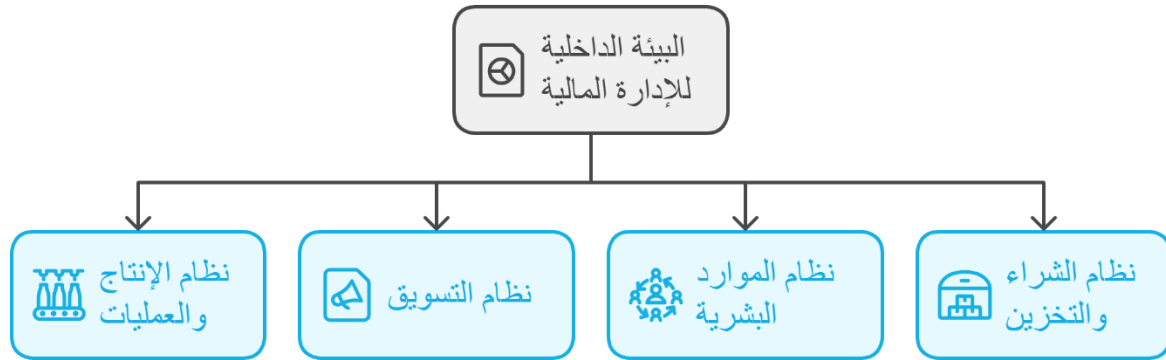 البيئة الداخلية
للإدارة المالية
نظام الشراء
والتخزين
نظام الموارد
البشرية
نظام التسويق
نظام الإنتاج
والعمليات